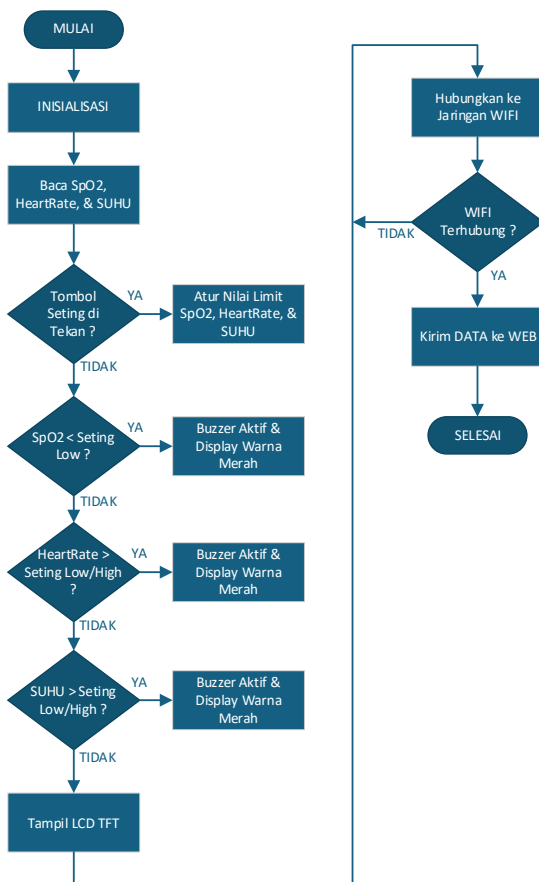 MULAI
INISIALISASI
Baca SpO2,
HeartRate, & SUHU
Tombol
Seting di
Tekan ?
YA
Atur Nilai Limit
SpO2, HeartRate, &
SUHU
TIDAK
SpO2 < Seting
Low ?
YA
Buzzer Aktif &
Display Warna
Merah
TIDAK
HeartRate >
Seting Low/High
?
YA
Buzzer Aktif &
Display Warna
Merah
TIDAK
SUHU > Seting
Low/High ?
YA
Buzzer Aktif &
Display Warna
Merah
TIDAK
Tampil LCD TFT
Hubungkan ke
Jaringan WIFI
WIFI
Terhubung ?
TIDAK
YA
Kirim DATA ke WEB
SELESAI